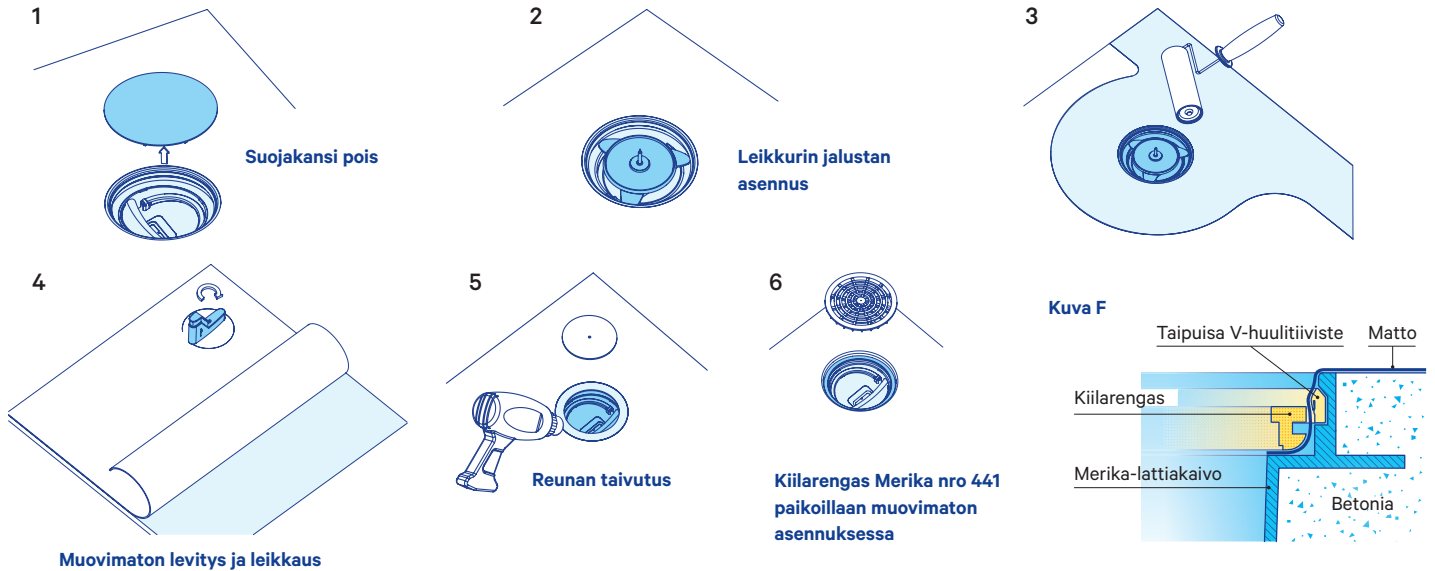 1
Suojakansi pois
2
Leikkurin jalustan
asennus
3
4
Muovimaton levitys ja leikkaus
5
Reunan taivutus
6
Kiilarengas Merika nro 441
paikoillaan muovimaton
asennuksessa
Kuva F
Taipuisa V-huulitiiviste
Matto
Kiilarengas
Merika-lattiakaivo
Betonia